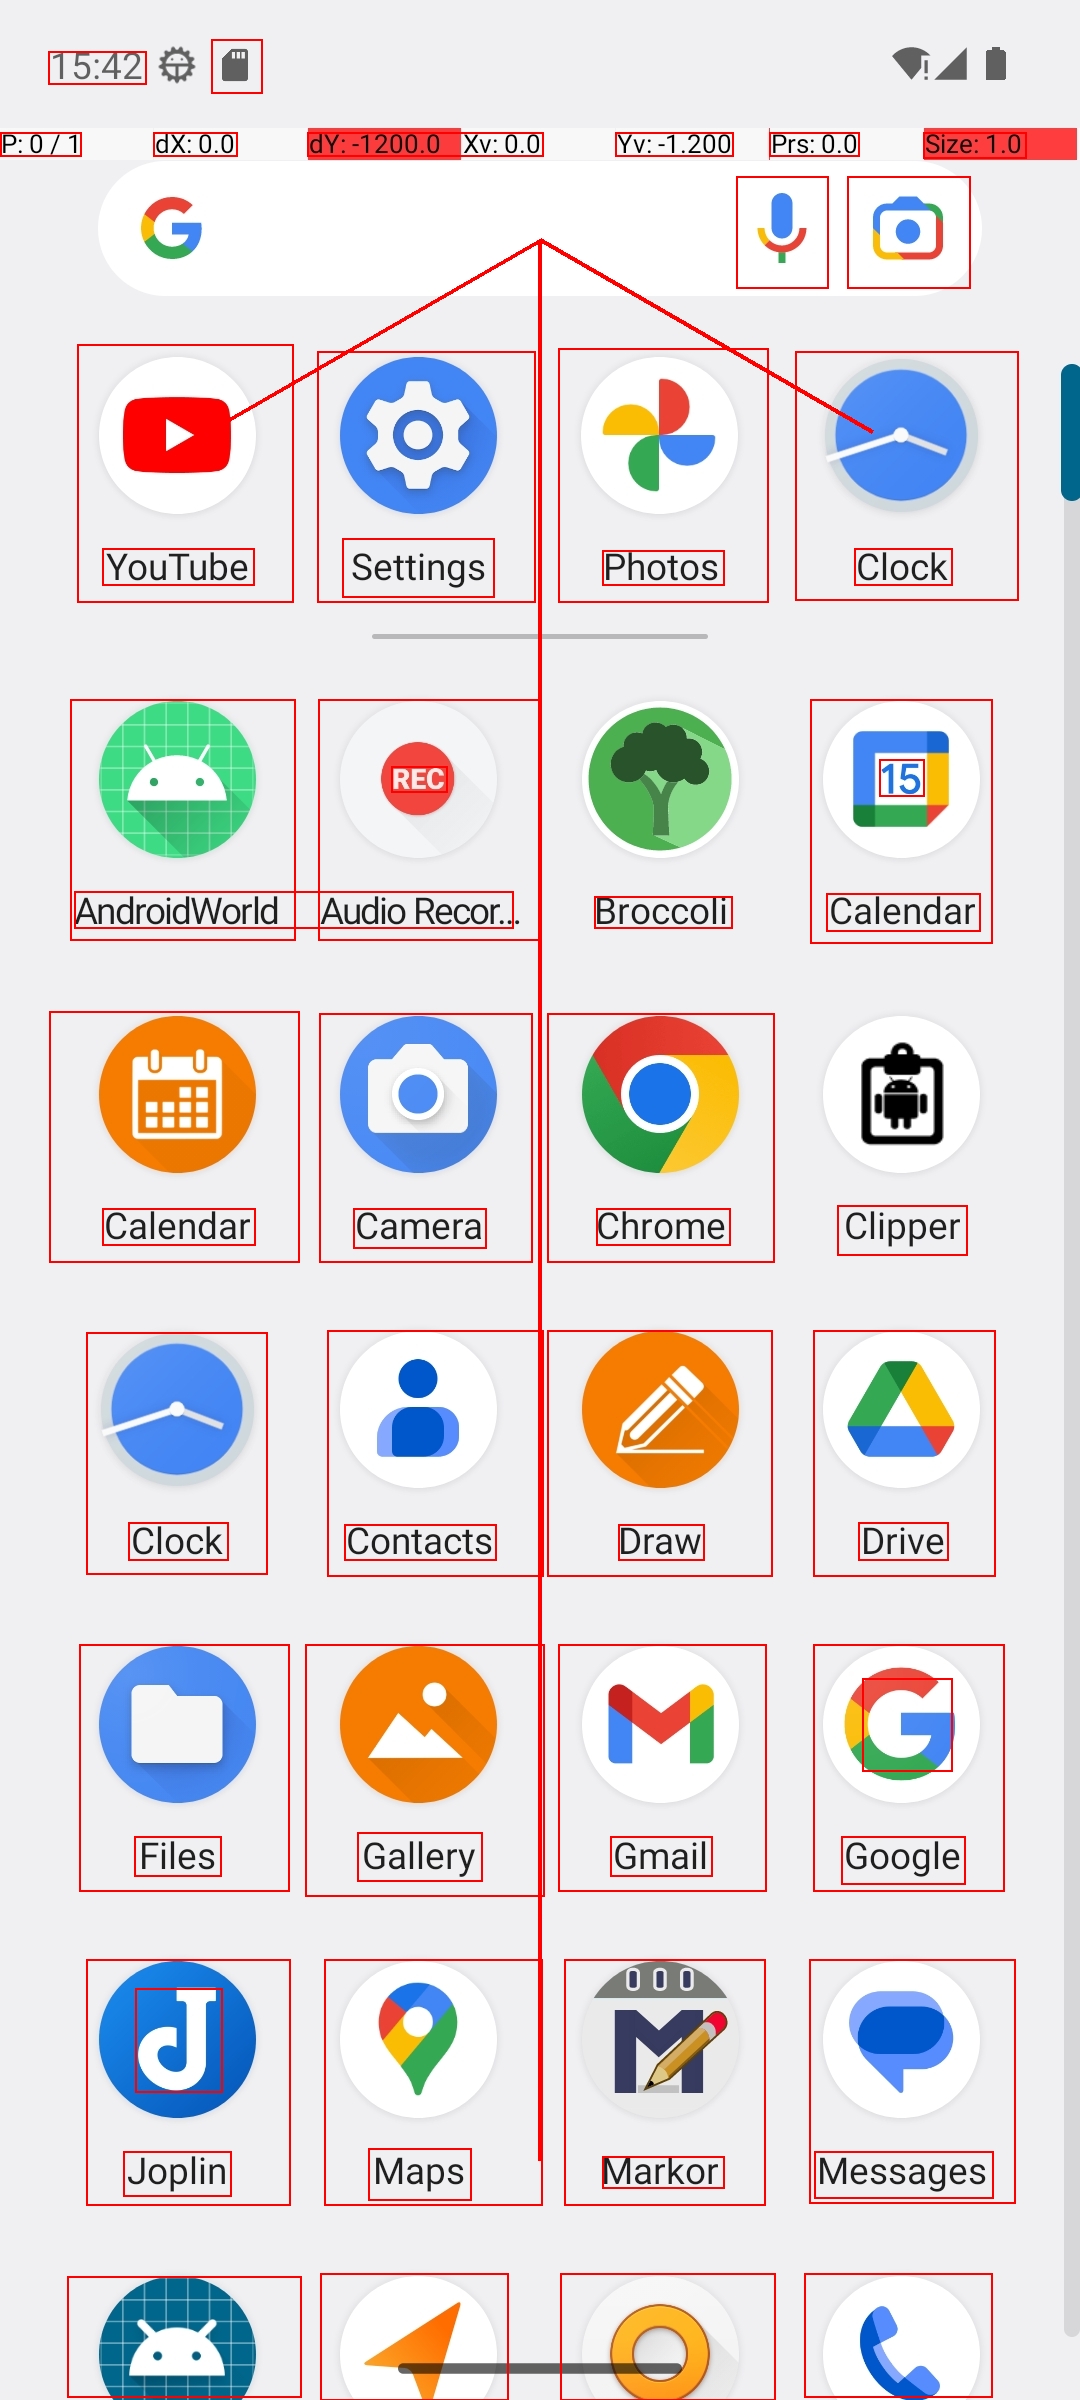 15:42
P: 0 / 1 dX: 0.0 dY: -1200.0 Xv: 0.0 Yv: -1.200 Prs: 0.0 Size: 1.0
YouTube Settings Photos Clock
REC 15
AndroidWorld Audio Recor... Broccoli Calendar
Calendar Camera Chrome Clipper
Clock Contacts Draw Drive
Files Gallery Gmail Google
Joplin Maps Markor Messages